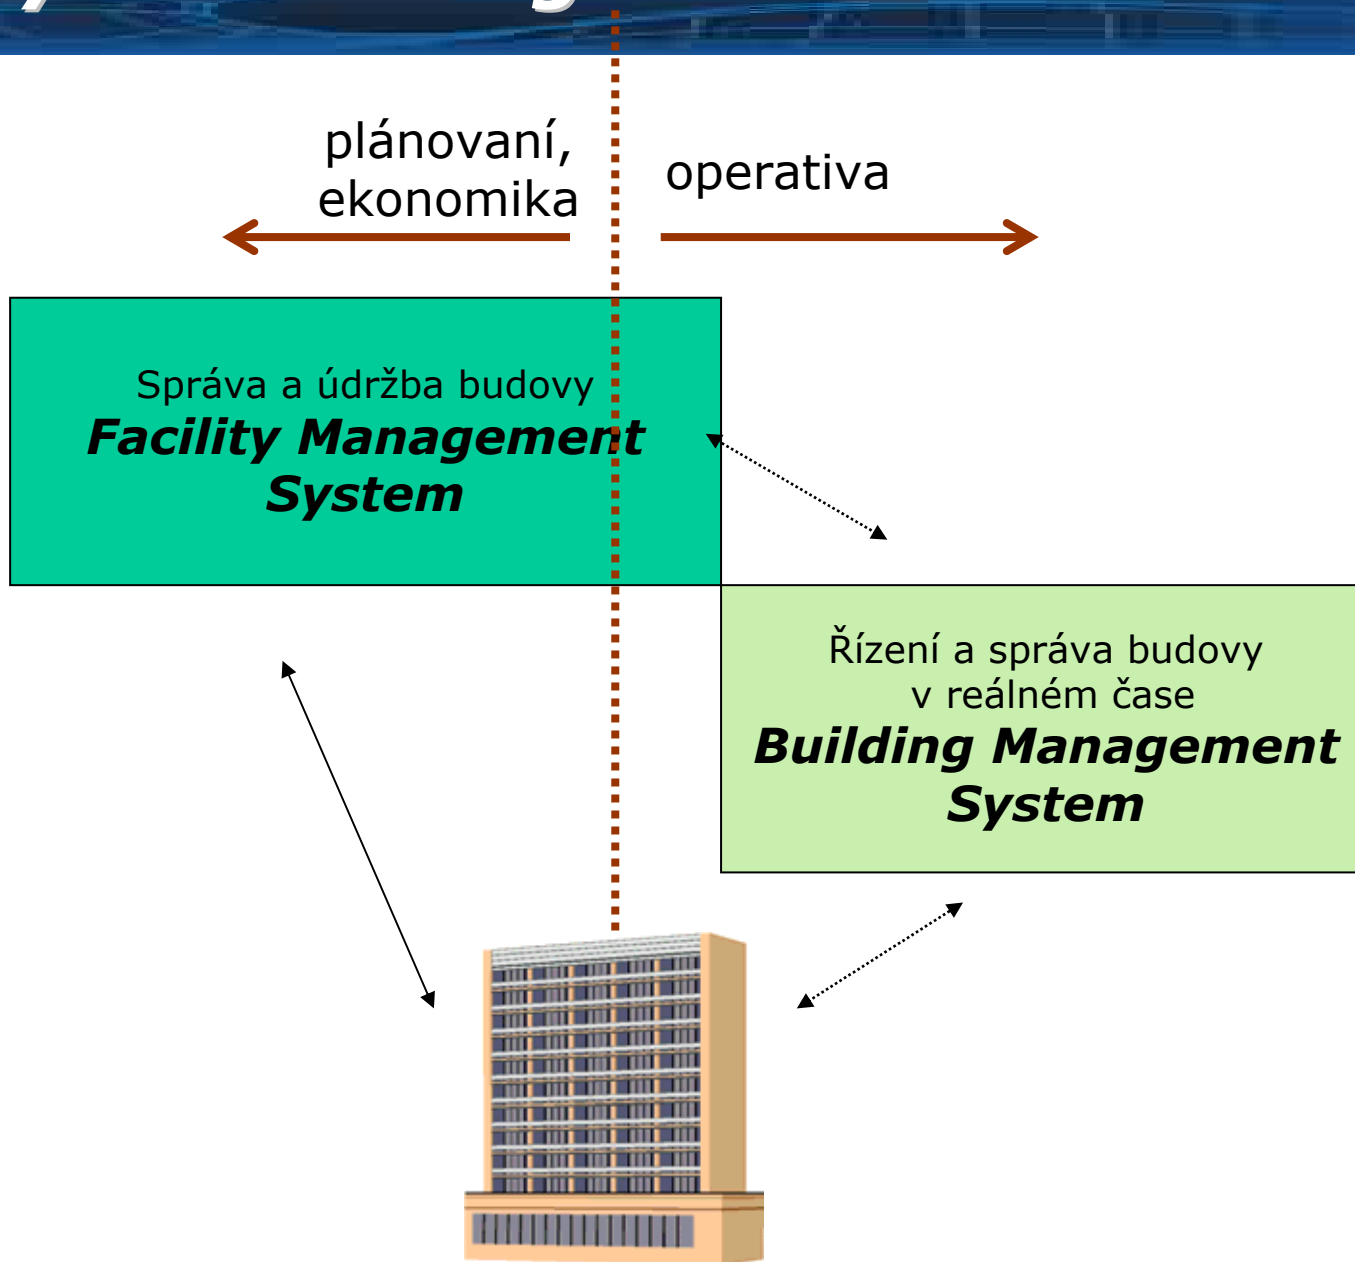 plánovaní,
ekonomika
operativa
Správa a údržba budovy
Facility Management
System
Řízení a správa budovy
v reálném čase
Building Management
System